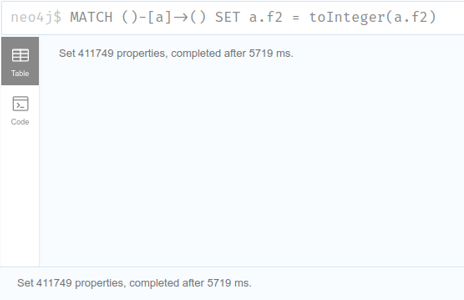 neo4j$ MATCH ()-[a]→() SET a.f2 = toInteger(a.f2)
Set 411749 properties, completed after 5719 ms.
Table
Code
Set 411749 properties, completed after 5719 ms.